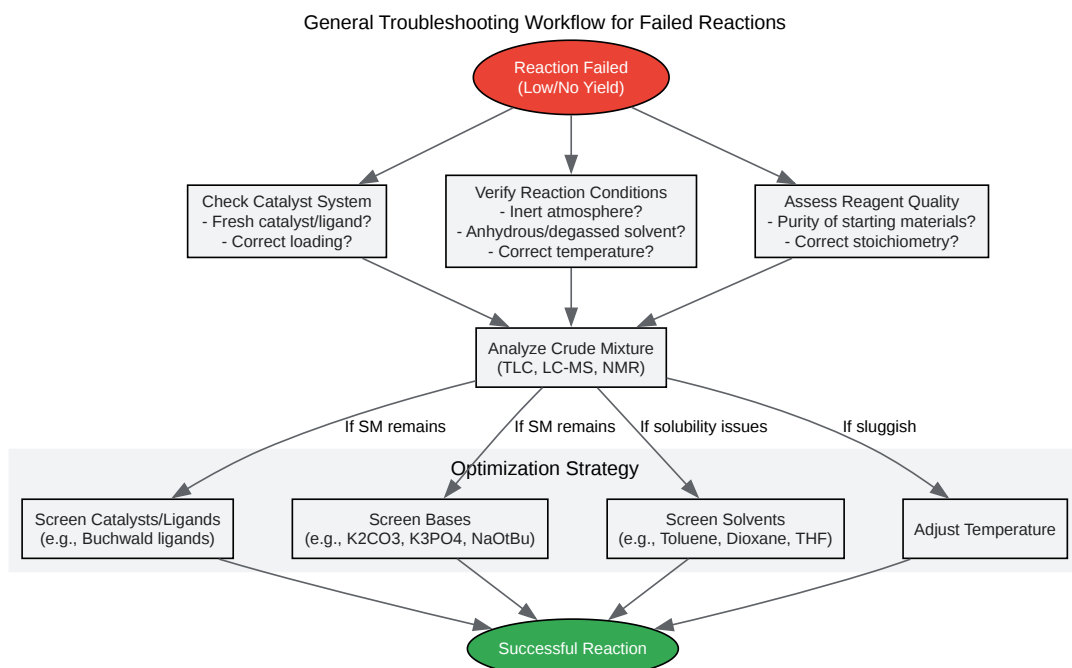 General Troubleshooting Workflow for Failed Reactions
Reaction Failed
(Low/No Yield)
Check Catalyst System
- Fresh catalyst/ligand?
- Correct loading?
Verify Reaction Conditions
- Inert atmosphere?
- Anhydrous/degassed solvent?
- Correct temperature?
Assess Reagent Quality
- Purity of starting materials?
- Correct stoichiometry?
Analyze Crude Mixture
(TLC, LC-MS, NMR)
If SM remains
If SM remains
If solubility issues
If sluggish
Optimization Strategy
Screen Catalysts/Ligands
(e.g., Buchwald ligands)
Screen Bases
(e.g., K2CO3, K3PO4, NaOtBu)
Screen Solvents
(e.g., Toluene, Dioxane, THF)
Adjust Temperature
Successful Reaction